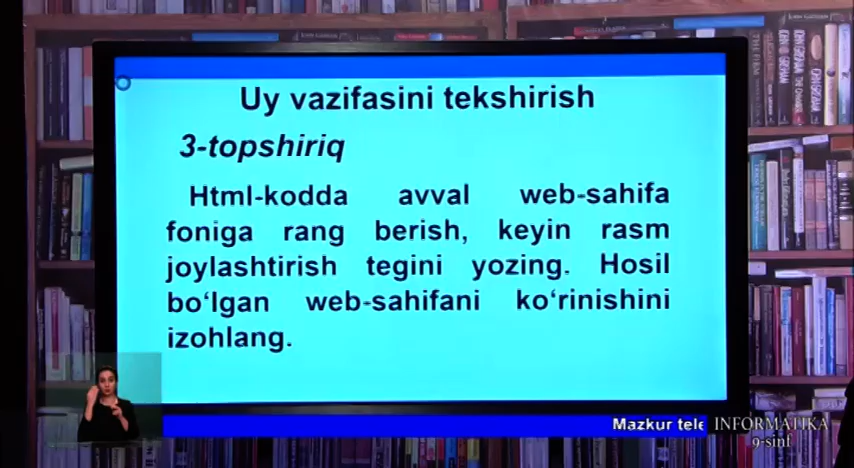 Uy vazifasini tekshirish
3-topshiriq
Html-kodda avval web-sahifa
foniga rang berish, keyin rasm
joylashtirish tegini yozing. Hosil
bo‘lgan web-sahifani ko‘rinishini
izohlang.
Mazkur tele
INFORMATIKA
9-sinf